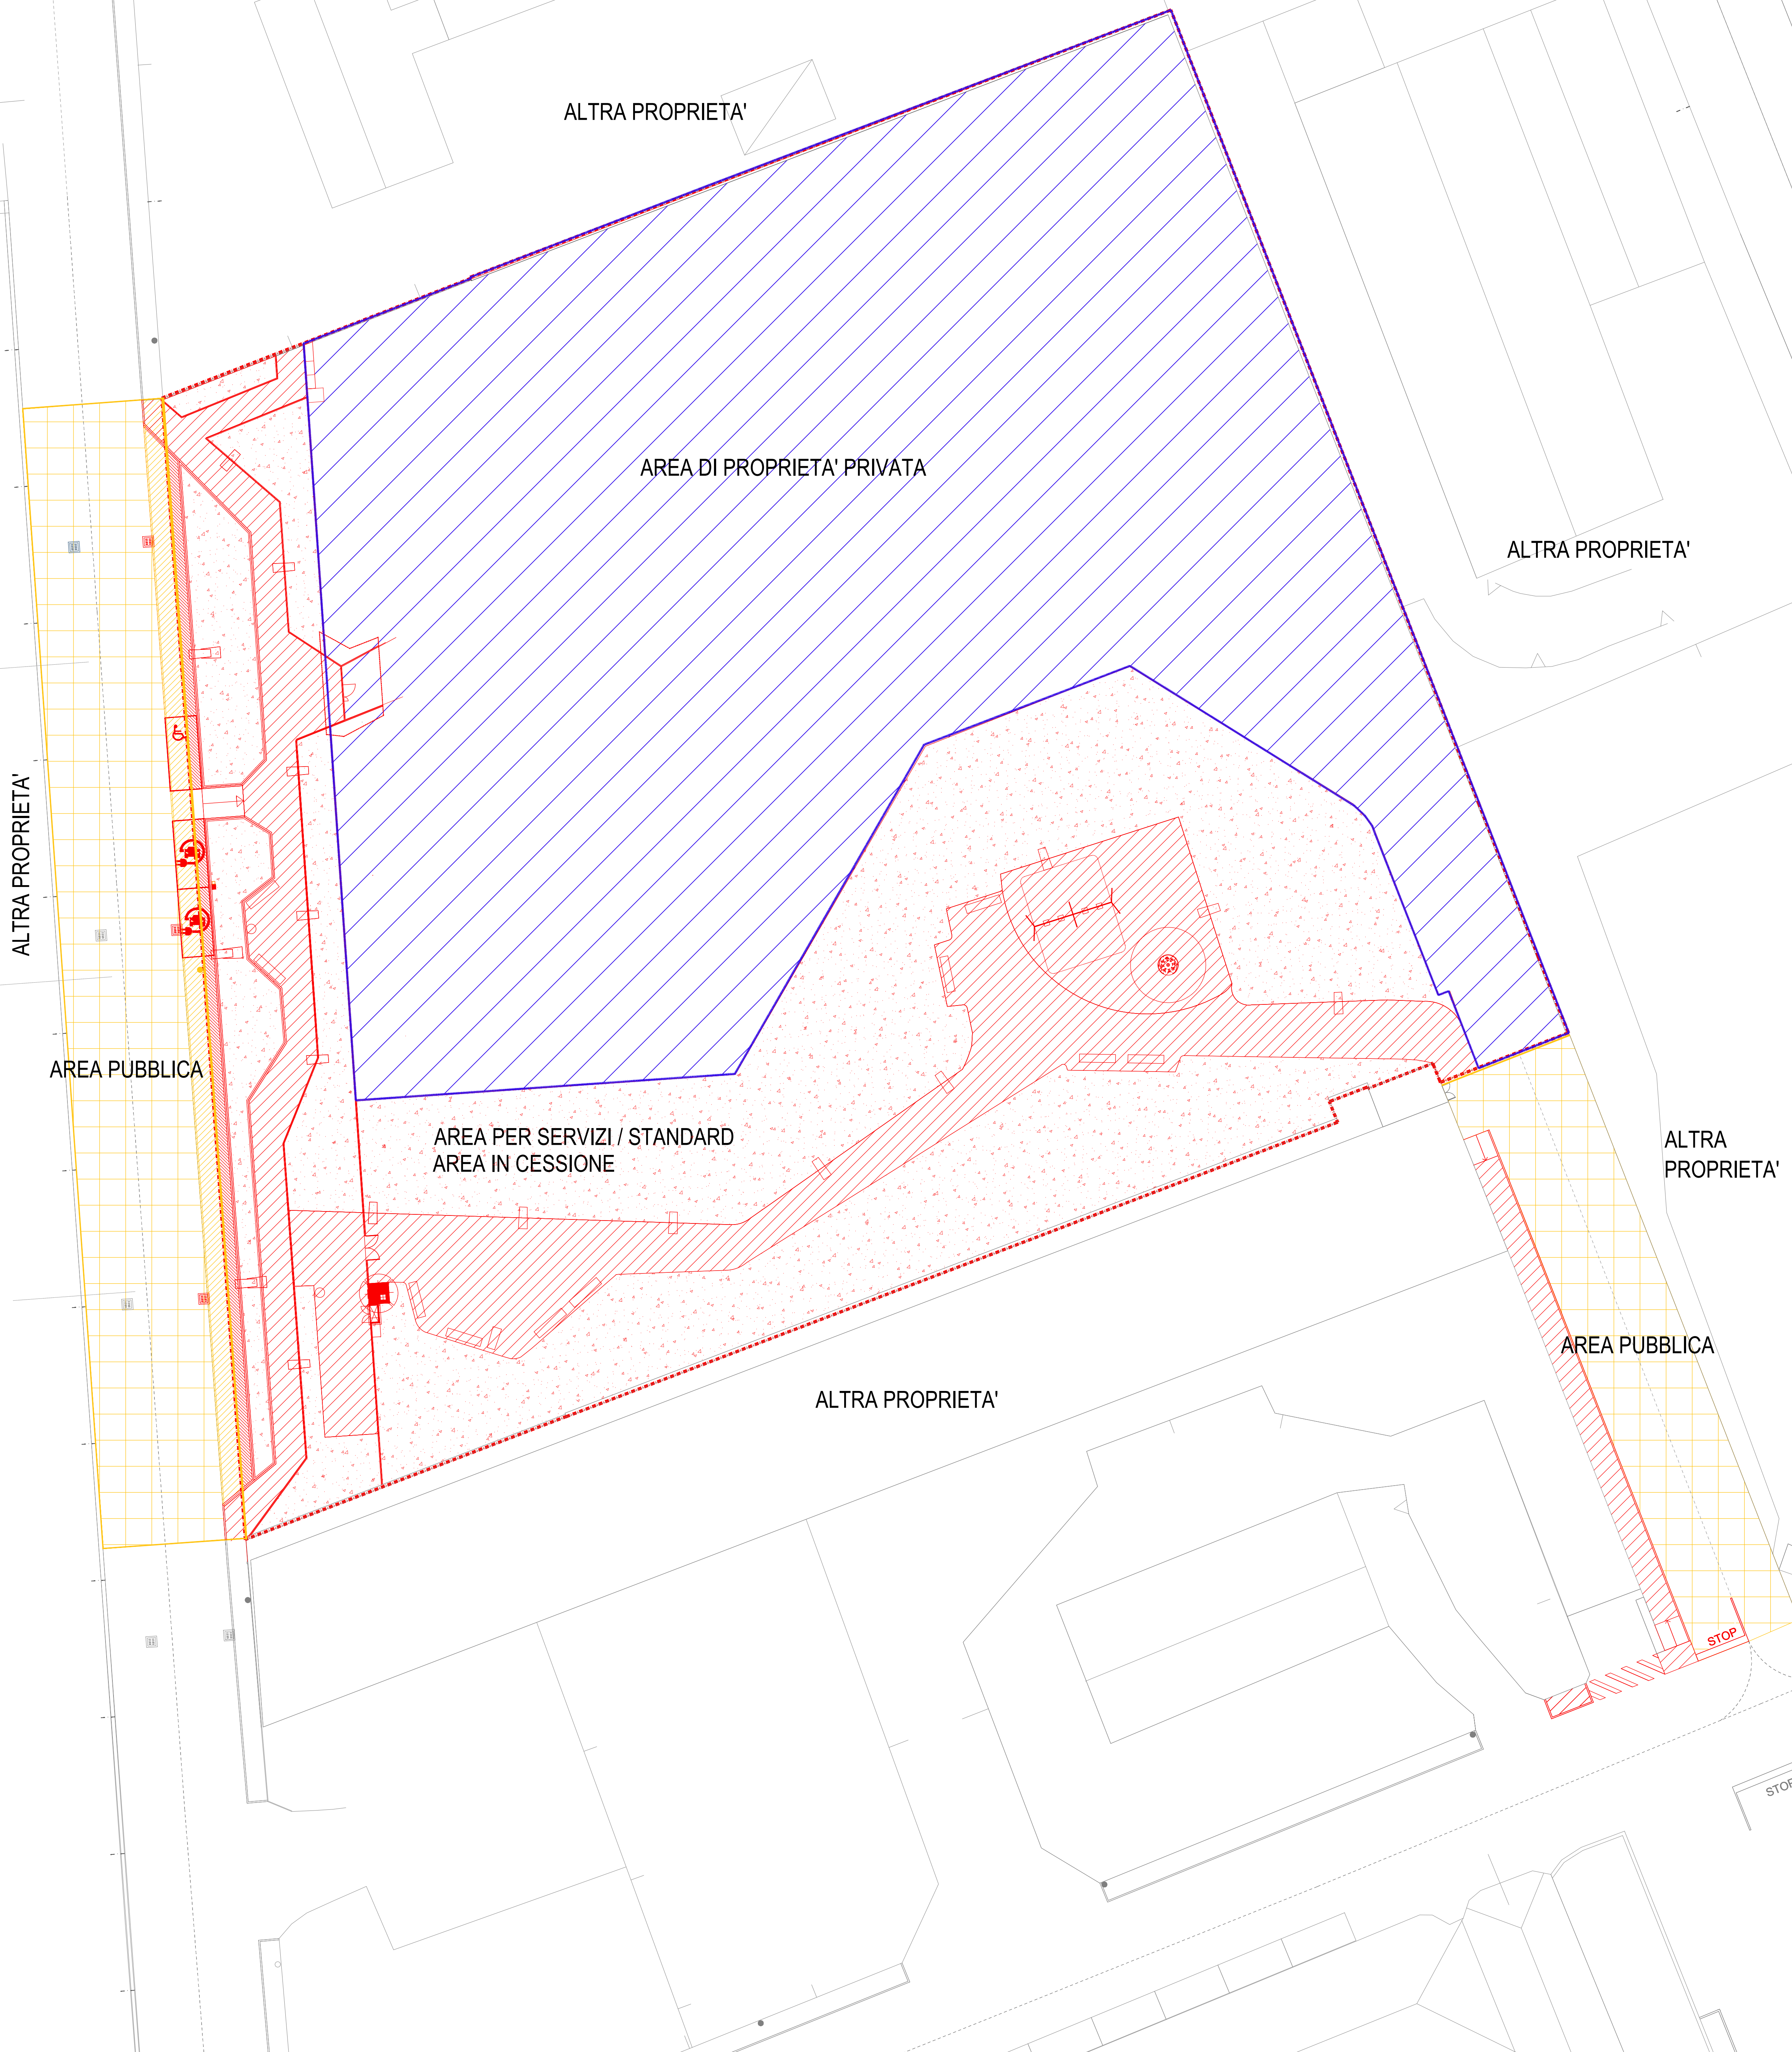 ALTRA PROPRIETA'
AREA DI PROPRIETA' PRIVATA
ALTRA PROPRIETA'
ALTRA PROPRIETA'
AREA PUBBLICA
AREA PER SERVIZI / STANDARD
AREA IN CESSIONE
ALTRA
PROPRIETA'
AREA PUBBLICA
ALTRA PROPRIETA'
STOP
STOP